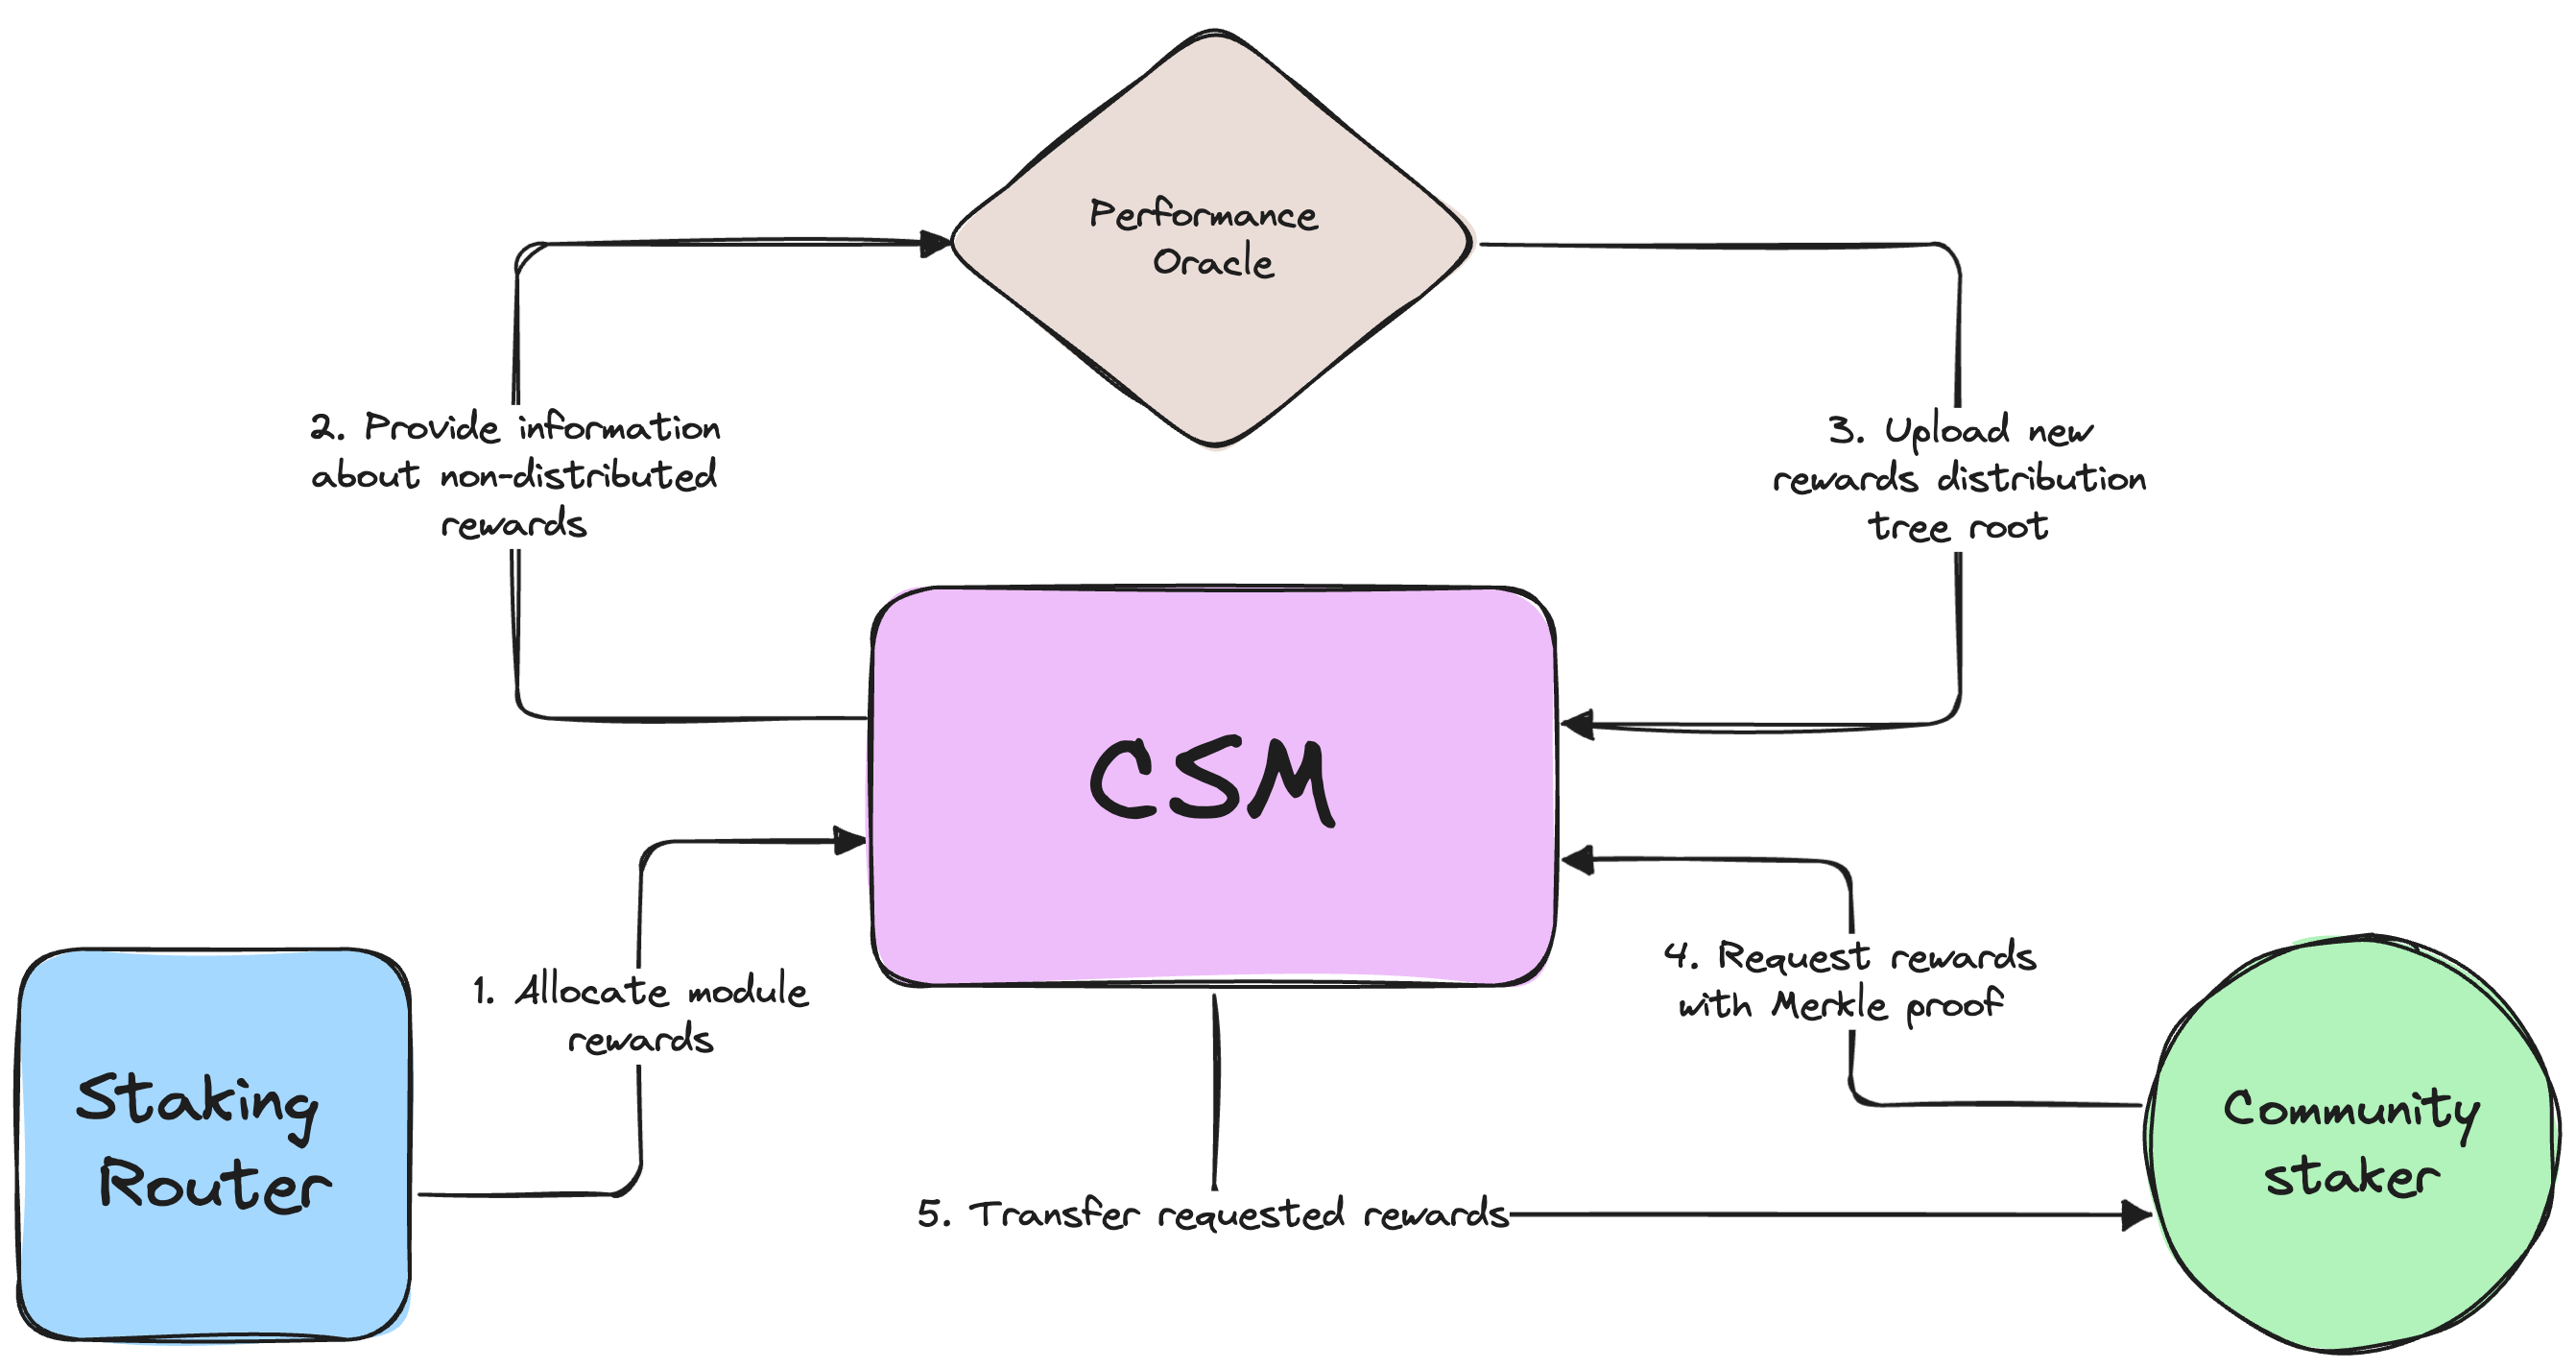 Performance
Oracle
2. Provide information
about non-distributed
rewards
3. Upload new
rewards distribution
tree root
CSM
1. Allocate module
rewards
4. Request rewards
with Merkle proof
Staking
Router
Community
staker
5. Transfer requested rewards